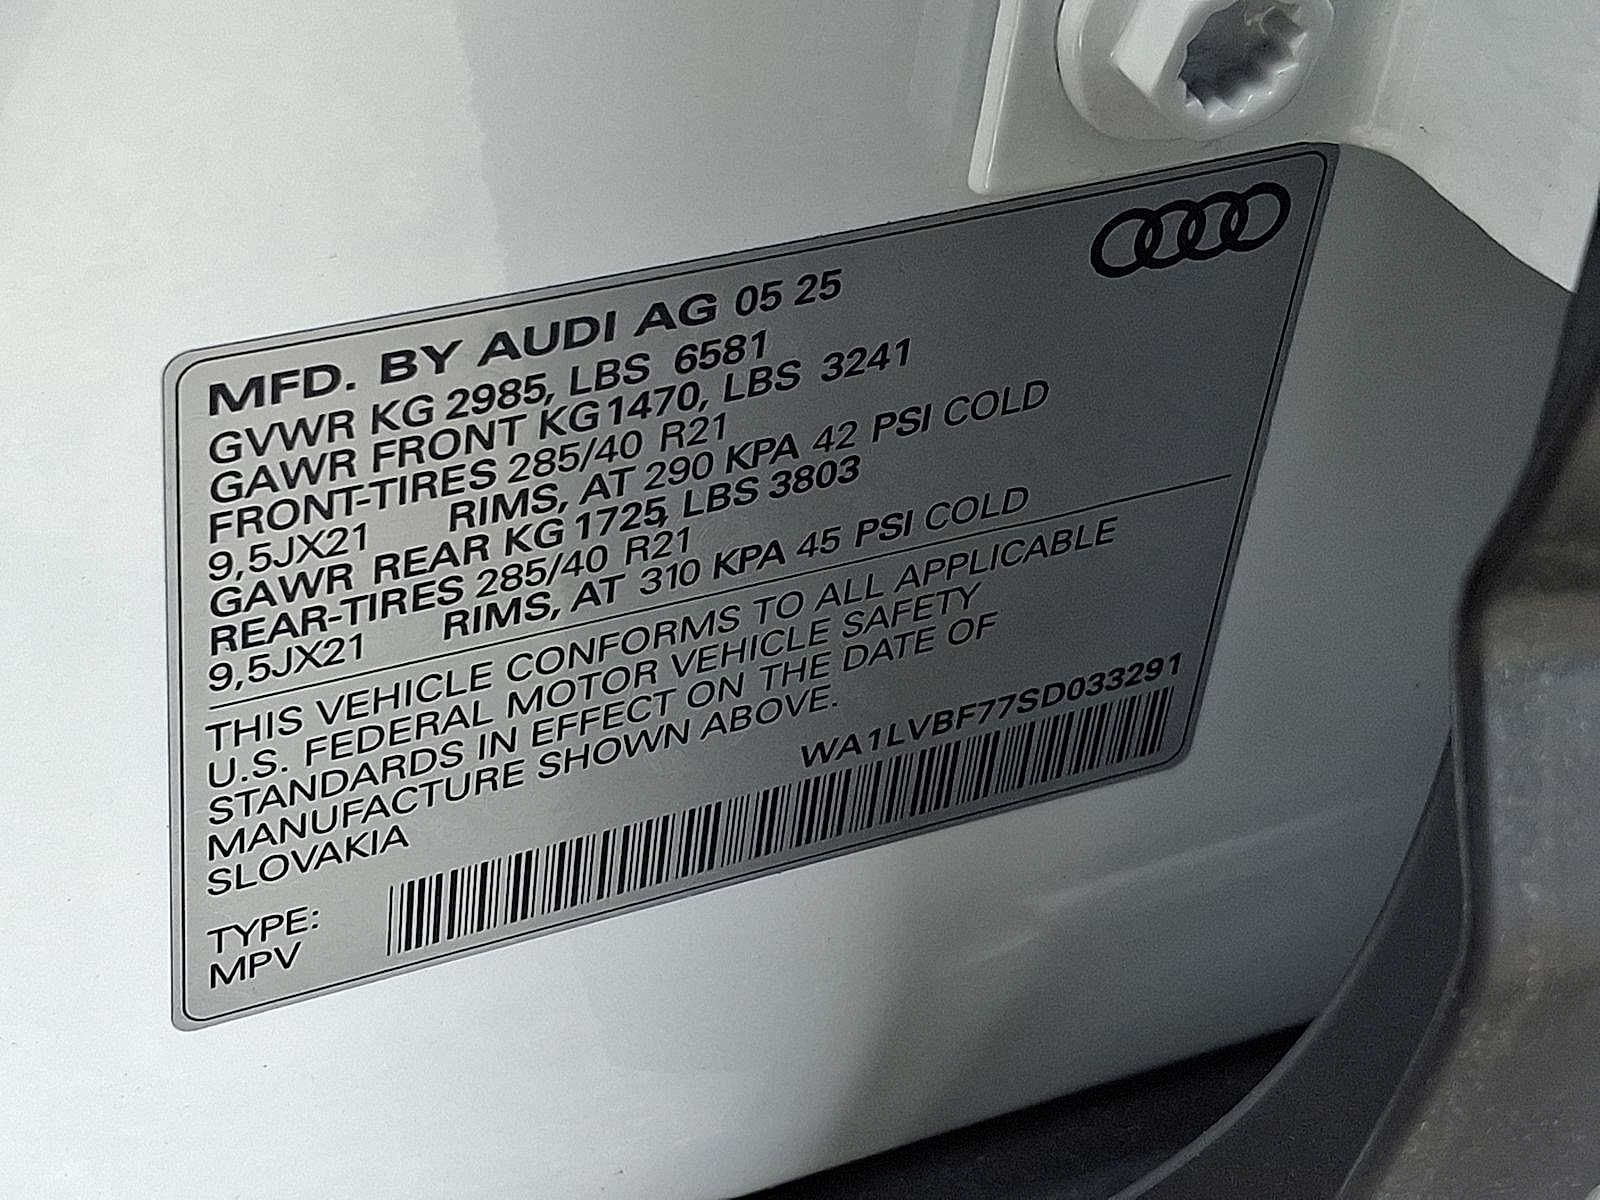 MFD. BY AUDI AG 05 25
GVWR KG 2985, LBS 6581
GAWR FRONT KG 1470, LBS 3241
FRONT-TIRES 285/40 R21
9,5JX21 RIMS, AT 290 KPA 42 PSI COLD
GAWR REAR KG 1725, LBS 3803
REAR-TIRES 285/40 R21
9,5JX21 RIMS, AT 310 KPA 45 PSI COLD
THIS VEHICLE CONFORMS TO ALL APPLICABLE
U.S. FEDERAL MOTOR VEHICLE SAFETY
STANDARDS IN EFFECT ON THE DATE OF
MANUFACTURE SHOWN ABOVE.
SLOVAKIA
WA1LVBF77SD033291
TYPE:
MPV